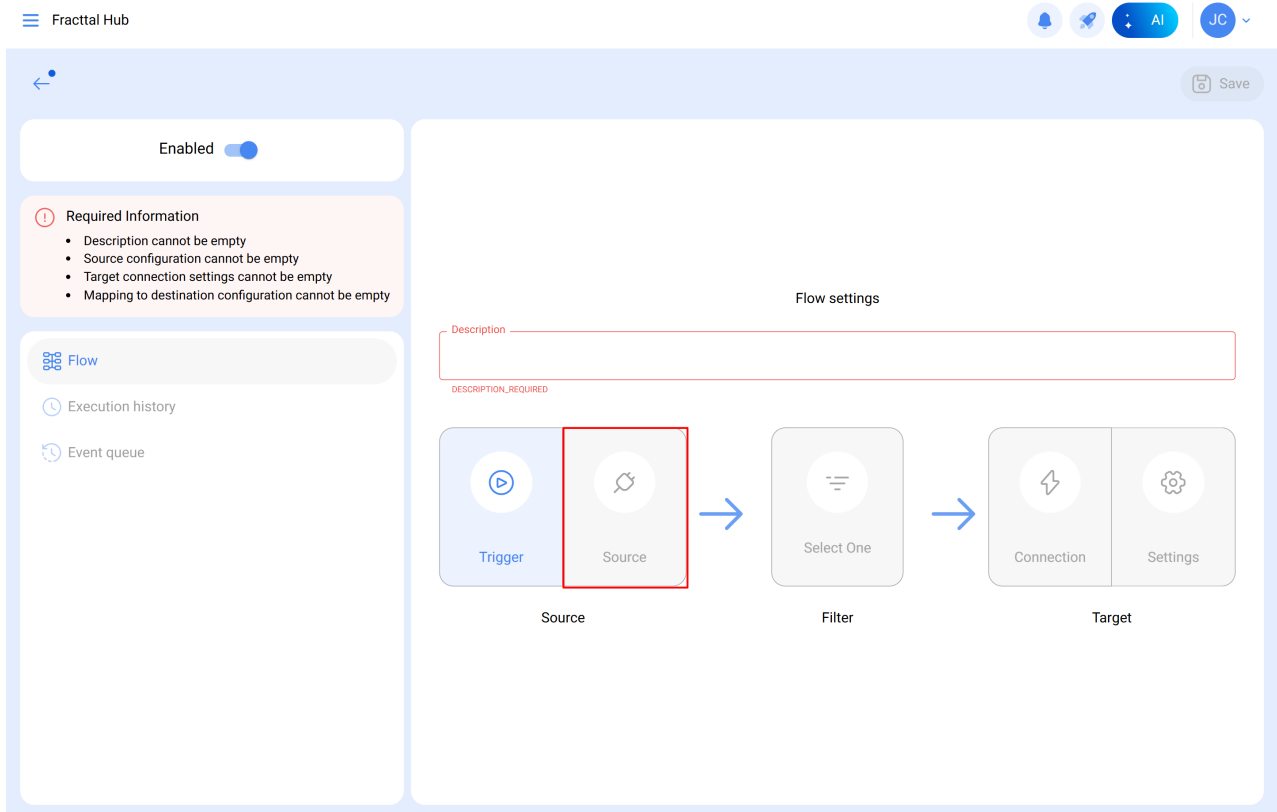 Fracttal Hub
AI
JC
Save
Enabled
Required Information
• Description cannot be empty
• Source configuration cannot be empty
• Target connection settings cannot be empty
• Mapping to destination configuration cannot be empty
Flow
Execution history
Event queue
Flow settings
Description
DESCRIPTION_REQUIRED
Trigger
Source
Select One
Connection
Settings
Source
Filter
Target